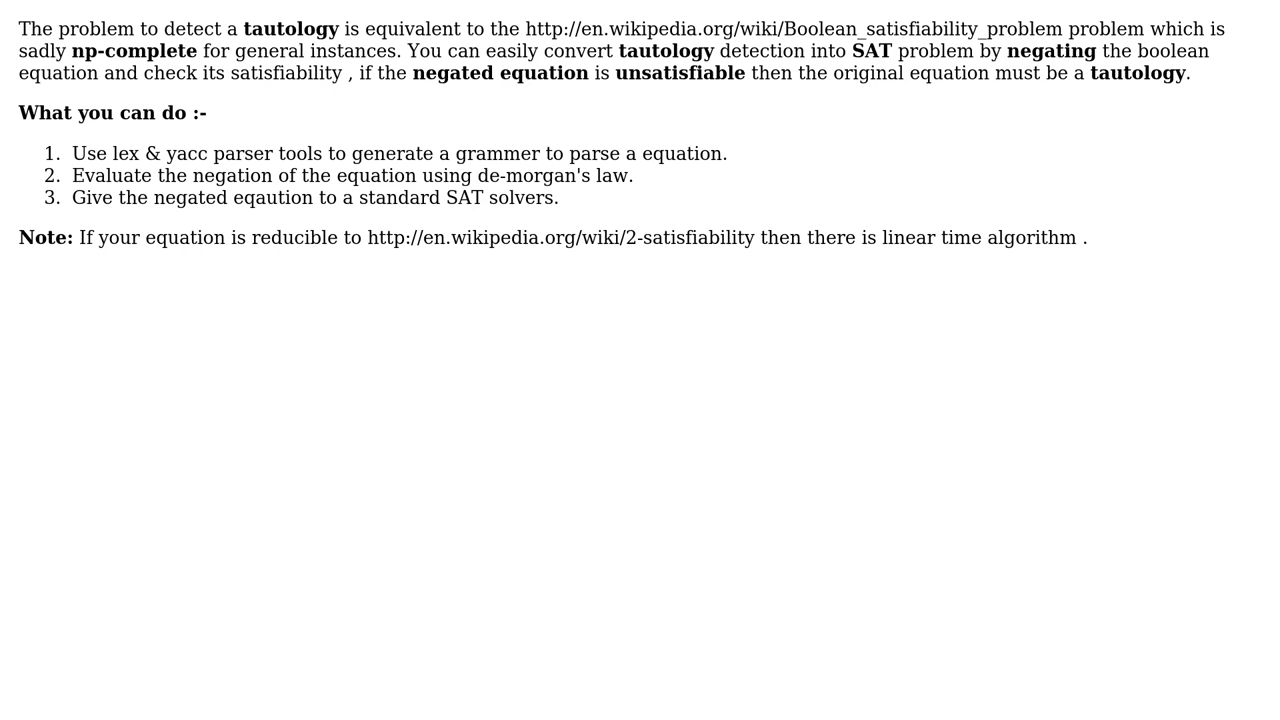 The problem to detect a tautology is equivalent to the http://en.wikipedia.org/wiki/Boolean_satisfiability_problem problem which is
sadly np-complete for general instances. You can easily convert tautology detection into SAT problem by negating the boolean
equation and check its satisfiability , if the negated equation is unsatisfiable then the original equation must be a tautology.
What you can do :-
1. Use lex & yacc parser tools to generate a grammer to parse a equation.
2. Evaluate the negation of the equation using de-morgan's law.
3. Give the negated eqaution to a standard SAT solvers.
Note: If your equation is reducible to http://en.wikipedia.org/wiki/2-satisfiability then there is linear time algorithm .